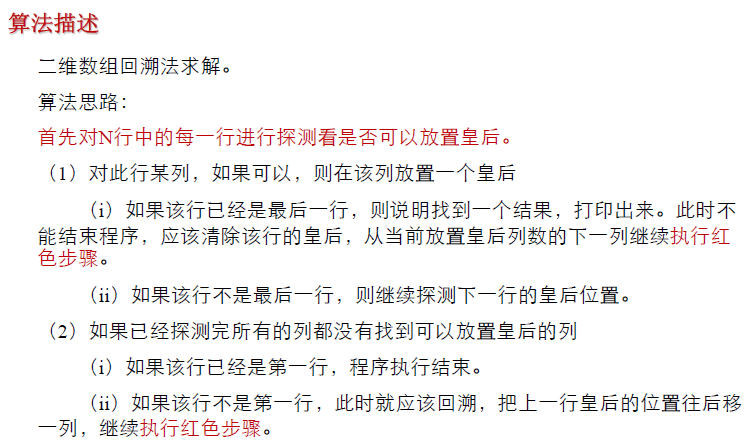 算法描述
二维数组回溯法求解。
算法思路：
首先对N行中的每一行进行探测看是否可以放置皇后。
（1）对此行某列，如果可以，则在该列放置一个皇后
（i）如果该行已经是最后一行，则说明找到一个结果，打印出来。此时不
能结束程序，应该清除该行的皇后，从当前放置皇后列数的下一列继续执行红
色步骤。
（ii）如果该行不是最后一行，则继续探测下一行的皇后位置。
（2）如果已经探测完所有的列都没有找到可以放置皇后的列
（i）如果该行已经是第一行，程序执行结束。
（ii）如果该行不是第一行，此时就应该回溯，把上一行皇后的位置往后移
一列，继续执行红色步骤。